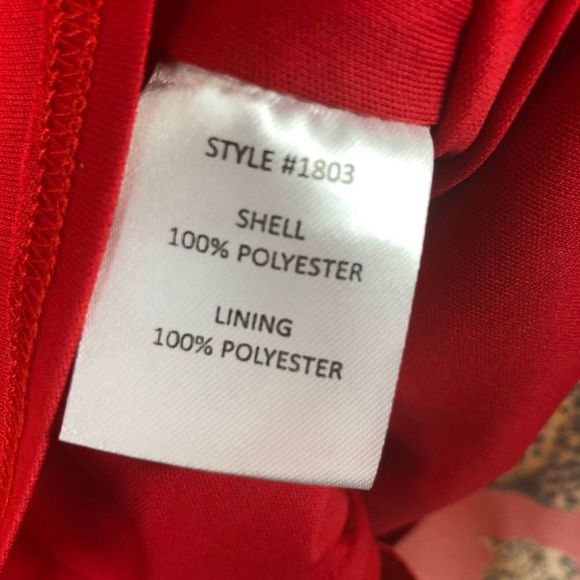 STYLE #1803
SHELL
100% POLYESTER
LINING
100% POLYESTER